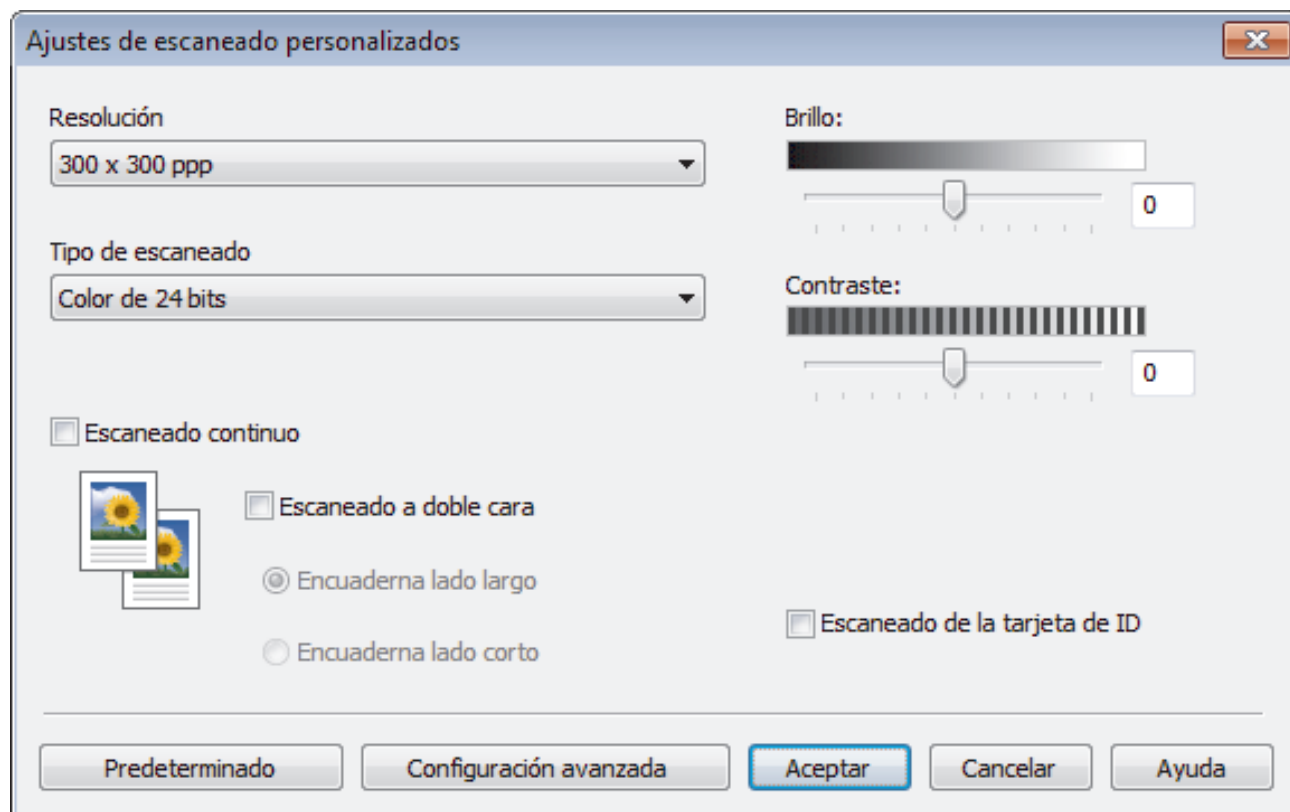 Ajustes de escaneado personalizados
Resolución
300 x 300 ppp
Tipo de escaneado
Color de 24 bits
Brillo:
0
Contraste:
0
Escaneado continuo
Escaneado a doble cara
Encuaderna lado largo
Encuaderna lado corto
Escaneado de la tarjeta de ID
Predeterminado
Configuración avanzada
Aceptar
Cancelar
Ayuda